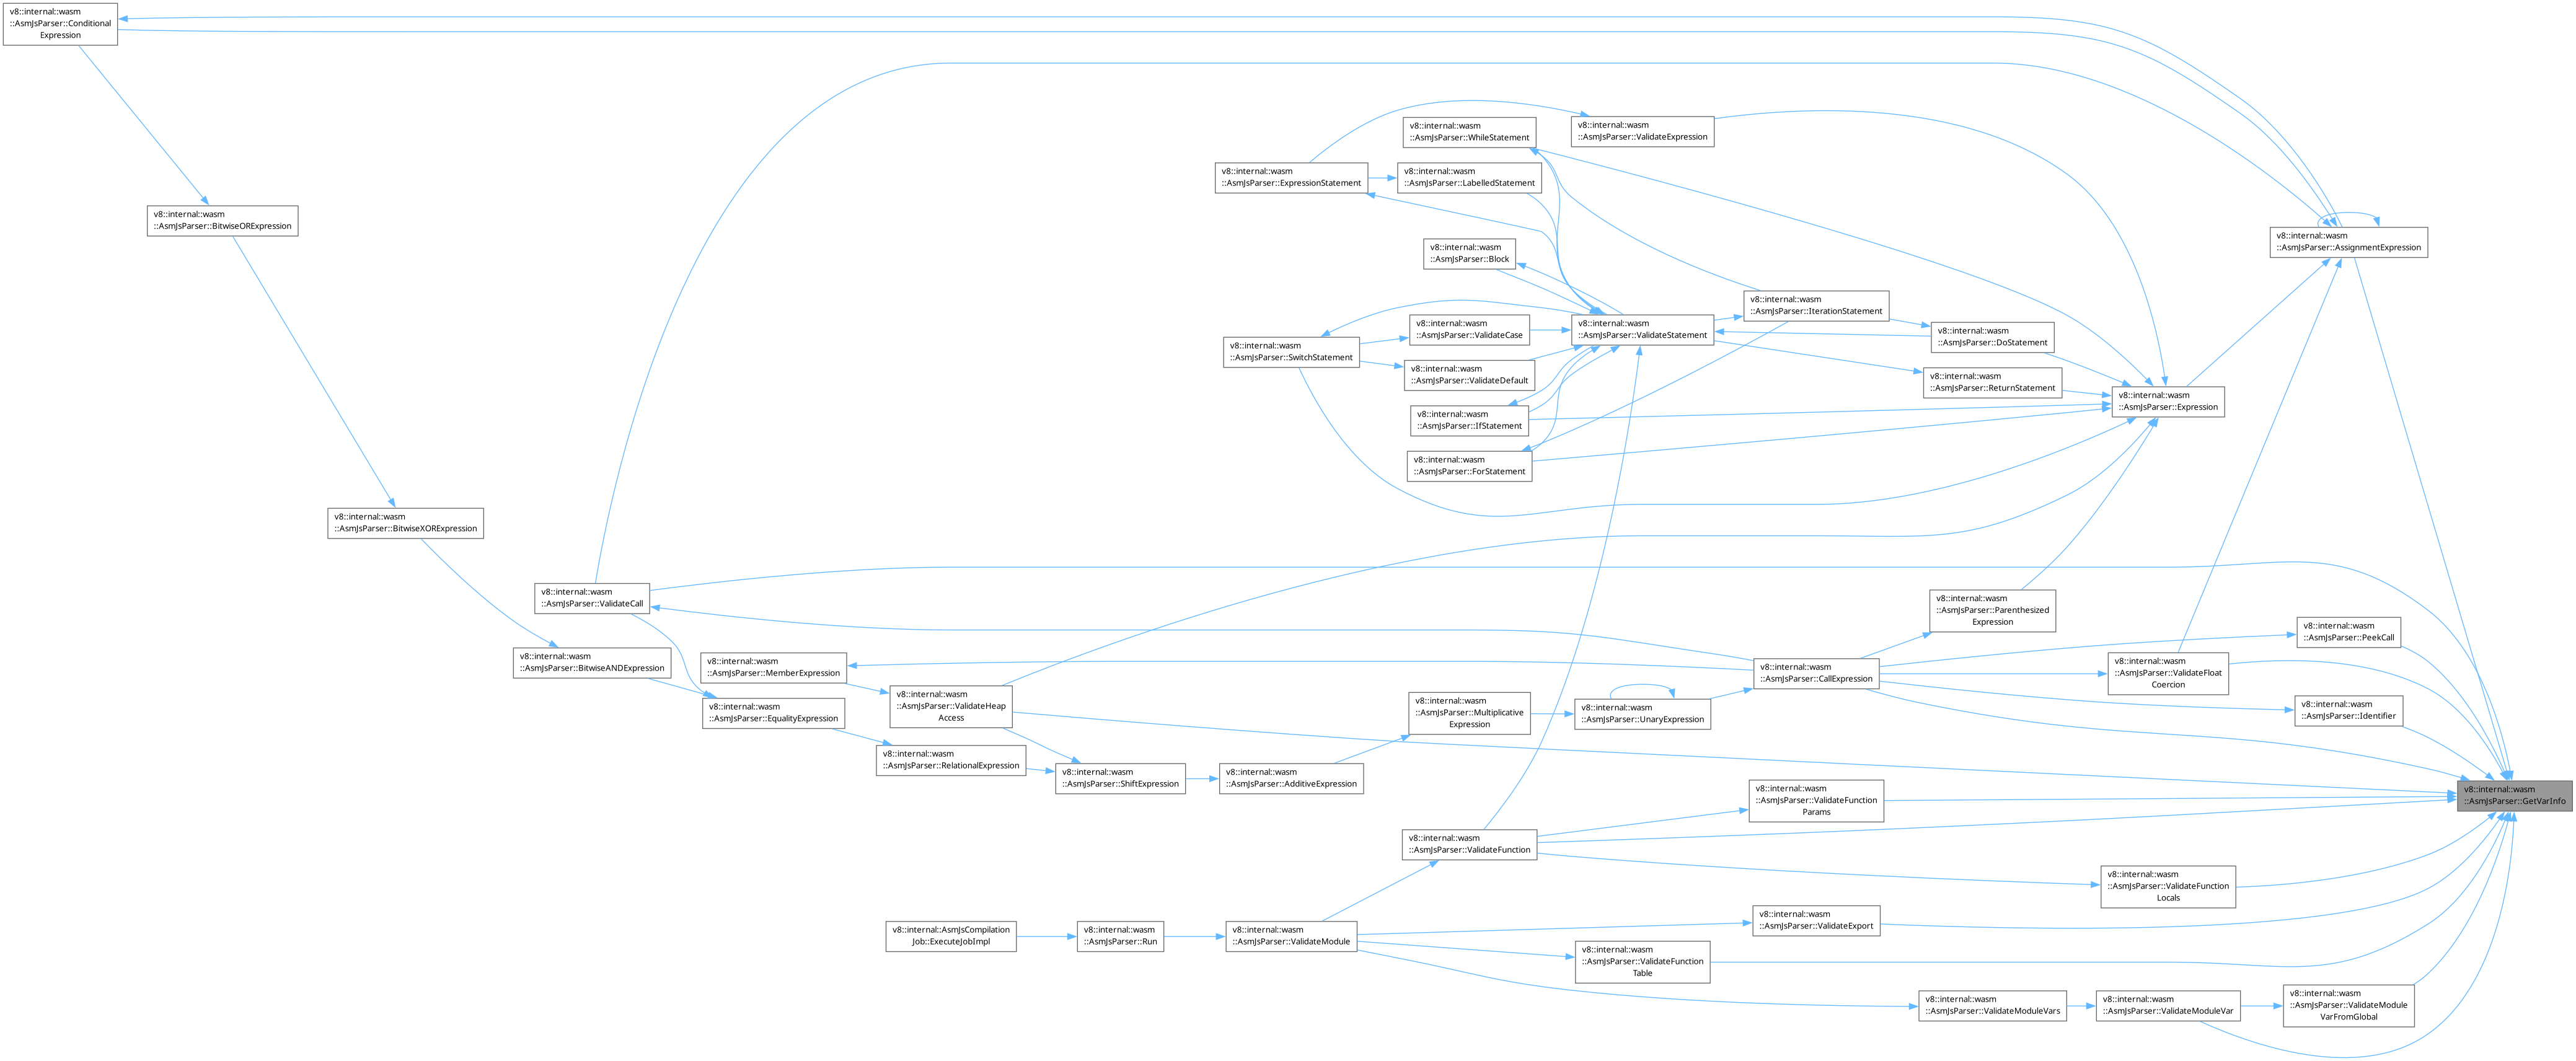 v8::internal::wasm
::AsmJsParser::Conditional
Expression
v8::internal::wasm
::AsmJsParser::WhileStatement
v8::internal::wasm
::AsmJsParser::ValidateExpression
v8::internal::wasm
::AsmJsParser::ExpressionStatement
v8::internal::wasm
::AsmJsParser::LabelledStatement
v8::internal::wasm
::AsmJsParser::BitwiseORExpression
v8::internal::wasm
::AsmJsParser::AssignmentExpression
v8::internal::wasm
::AsmJsParser::Block
v8::internal::wasm
::AsmJsParser::IterationStatement
v8::internal::wasm
::AsmJsParser::ValidateCase
v8::internal::wasm
::AsmJsParser::ValidateStatement
v8::internal::wasm
::AsmJsParser::DoStatement
v8::internal::wasm
::AsmJsParser::SwitchStatement
v8::internal::wasm
::AsmJsParser::ValidateDefault
v8::internal::wasm
::AsmJsParser::ReturnStatement
v8::internal::wasm
::AsmJsParser::Expression
v8::internal::wasm
::AsmJsParser::IfStatement
v8::internal::wasm
::AsmJsParser::ForStatement
v8::internal::wasm
::AsmJsParser::BitwiseXORExpression
v8::internal::wasm
::AsmJsParser::ValidateCall
v8::internal::wasm
::AsmJsParser::Parenthesized
Expression
v8::internal::wasm
::AsmJsParser::PeekCall
v8::internal::wasm
::AsmJsParser::BitwiseANDExpression
v8::internal::wasm
::AsmJsParser::MemberExpression
v8::internal::wasm
::AsmJsParser::CallExpression
v8::internal::wasm
::AsmJsParser::ValidateFloat
Coercion
v8::internal::wasm
::AsmJsParser::EqualityExpression
v8::internal::wasm
::AsmJsParser::ValidateHeap
Access
v8::internal::wasm
::AsmJsParser::Multiplicative
Expression
v8::internal::wasm
::AsmJsParser::UnaryExpression
v8::internal::wasm
::AsmJsParser::Identifier
v8::internal::wasm
::AsmJsParser::RelationalExpression
v8::internal::wasm
::AsmJsParser::ShiftExpression
v8::internal::wasm
::AsmJsParser::AdditiveExpression
v8::internal::wasm
::AsmJsParser::GetVarInfo
v8::internal::wasm
::AsmJsParser::ValidateFunction
Params
v8::internal::wasm
::AsmJsParser::ValidateFunction
v8::internal::wasm
::AsmJsParser::ValidateFunction
Locals
v8::internal::AsmJsCompilation
Job::ExecuteJobImpl
v8::internal::wasm
::AsmJsParser::Run
v8::internal::wasm
::AsmJsParser::ValidateModule
v8::internal::wasm
::AsmJsParser::ValidateExport
v8::internal::wasm
::AsmJsParser::ValidateFunction
Table
v8::internal::wasm
::AsmJsParser::ValidateModuleVars
v8::internal::wasm
::AsmJsParser::ValidateModuleVar
v8::internal::wasm
::AsmJsParser::ValidateModule
VarFromGlobal